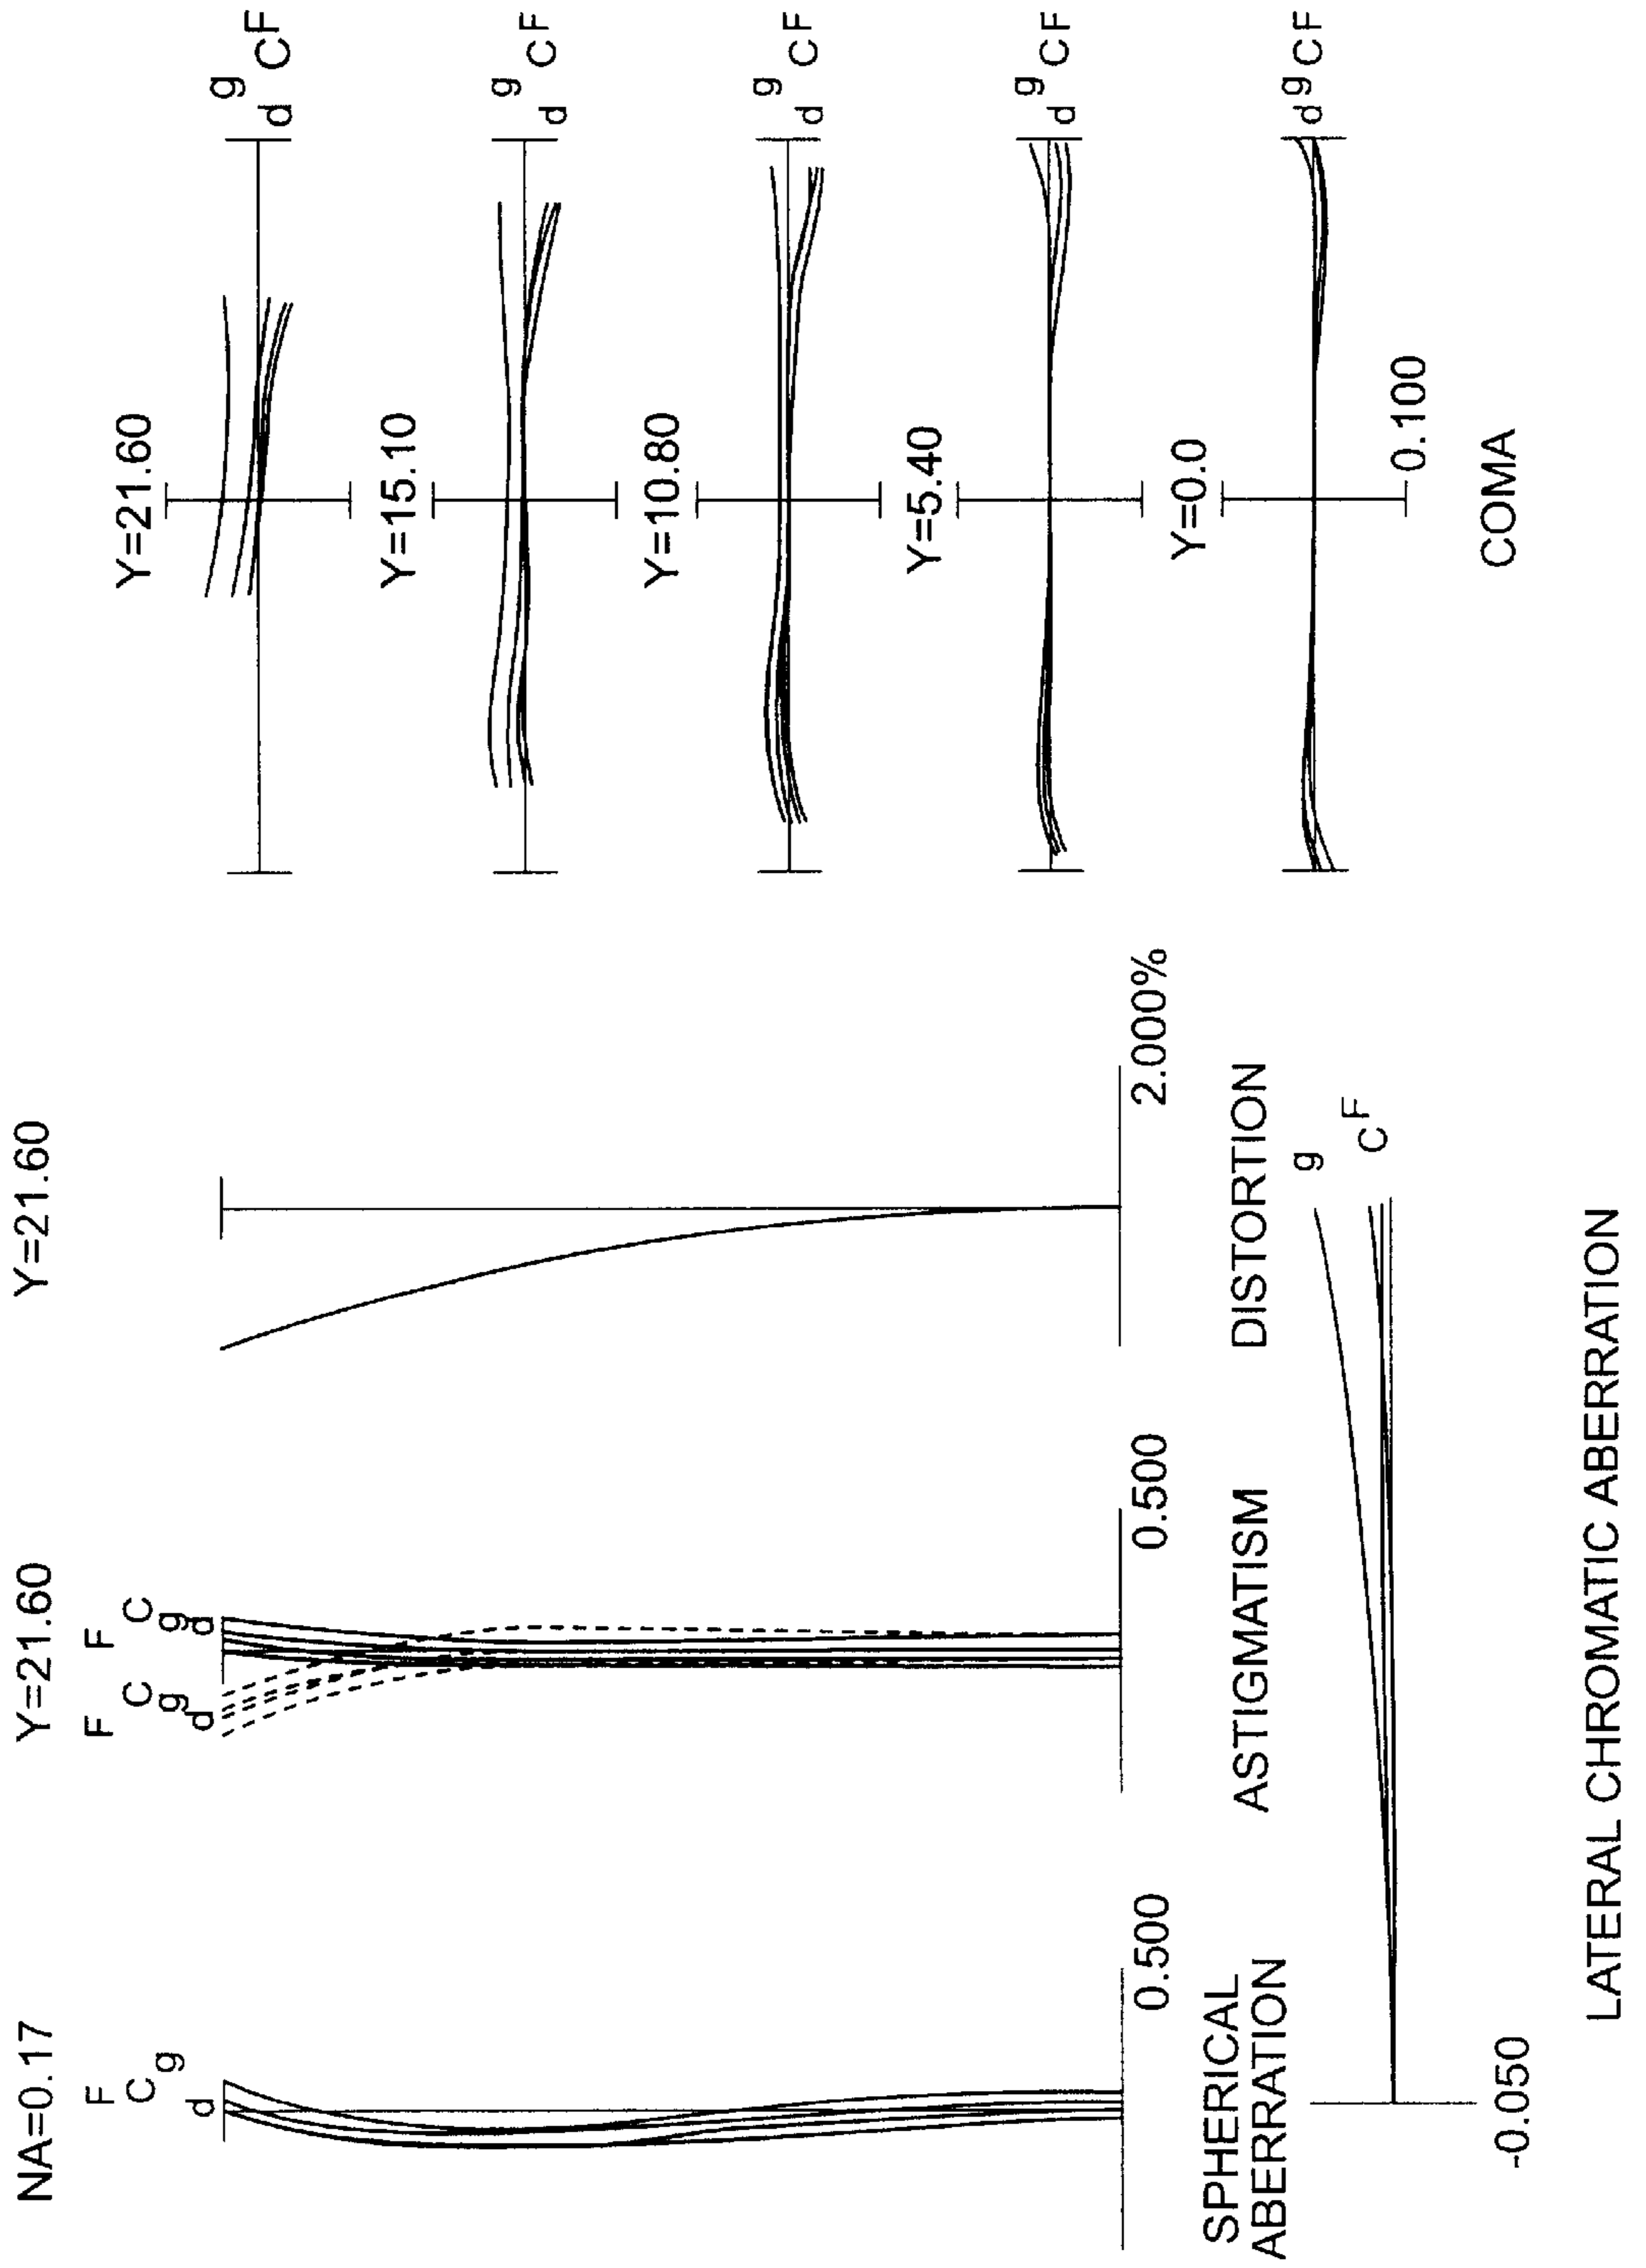 NA=0.17
F
C
g
d
0.500
SPHERICAL
ABERRATION
Y=21.60
F F
C C
g g
d d
0.500
ASTIGMATISM
Y=21.60
2.000%
DISTORTION
g
C F
-0.050
LATERAL CHROMATIC ABERRATION
Y=21.60
d g C F
Y=15.10
d g C F
Y=10.80
d g C F
Y=5.40
d g C F
Y=0.0
d g C F
0.100
COMA